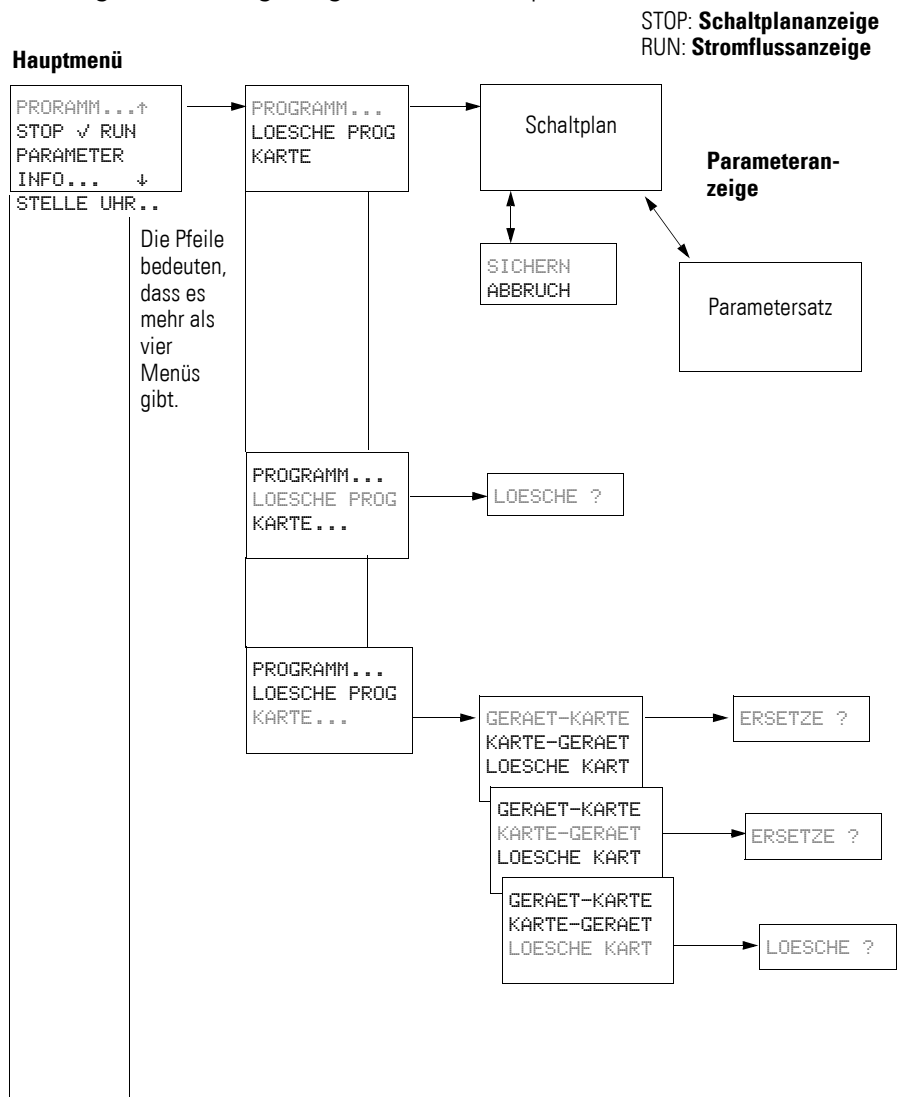 STOP: Schaltplananzeige
RUN: Stromflussanzeige
Hauptmenü
PRORAMM...↑
STOP √ RUN
PARAMETER
INFO... ↓
STELLE UHR..
Die Pfeile
bedeuten,
dass es
mehr als
vier
Menüs
gibt.
PROGRAMM...
LOESCHE PROG
KARTE
Schaltplan
Parameteran-
zeige
SICHERN
ABBRUCH
Parametersatz
PROGRAMM...
LOESCHE PROG
KARTE...
LOESCHE ?
PROGRAMM...
LOESCHE PROG
KARTE...
GERAET-KARTE
KARTE-GERAET
LOESCHE KART
ERSETZE ?
GERAET-KARTE
KARTE-GERAET
LOESCHE KART
ERSETZE ?
GERAET-KARTE
KARTE-GERAET
LOESCHE KART
LOESCHE ?